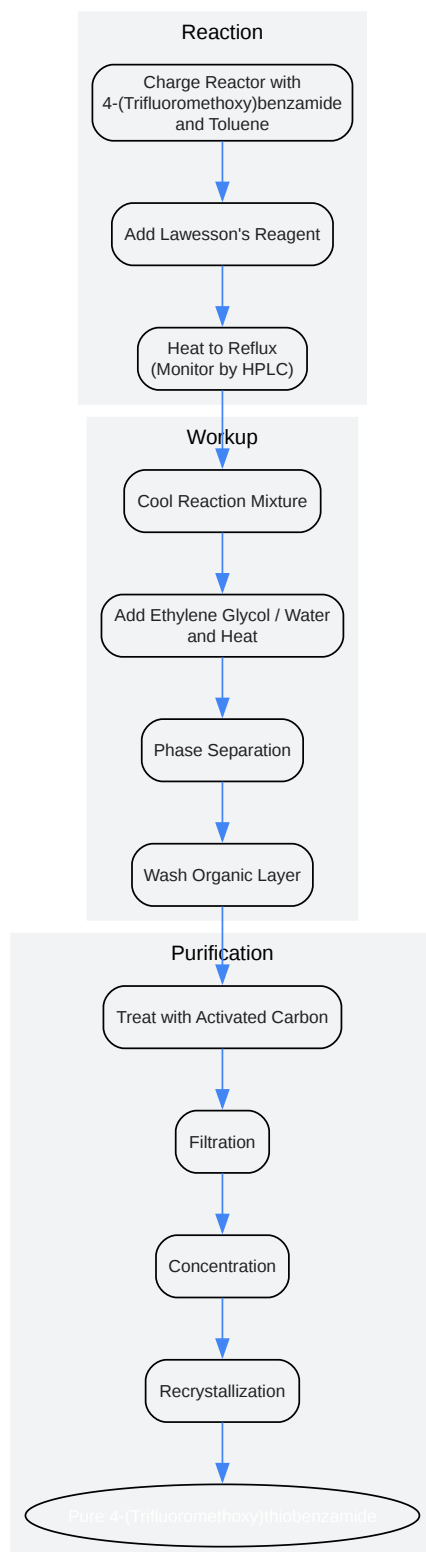 Reaction
Charge Reactor with
4-(Trifluoromethoxy)benzamide
and Toluene
Add Lawesson's Reagent
Heat to Reflux
(Monitor by HPLC)
Workup
Cool Reaction Mixture
Add Ethylene Glycol / Water
and Heat
Phase Separation
Wash Organic Layer
Purification
Treat with Activated Carbon
Filtration
Concentration
Recrystallization
Pure 4-(Trifluoromethoxy)thiobenzamide